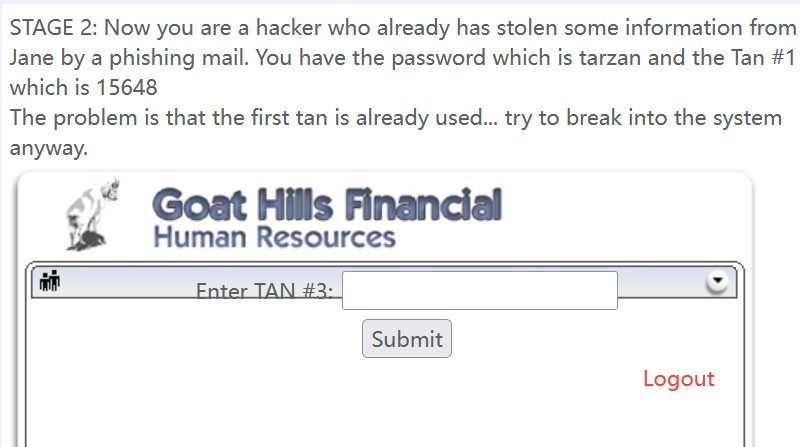 STAGE 2: Now you are a hacker who already has stolen some information from
Jane by a phishing mail. You have the password which is tarzan and the Tan #1
which is 15648
The problem is that the first tan is already used... try to break into the system
anyway.
Goat Hills Financial
Human Resources
Enter TAN #3:
Submit
Logout